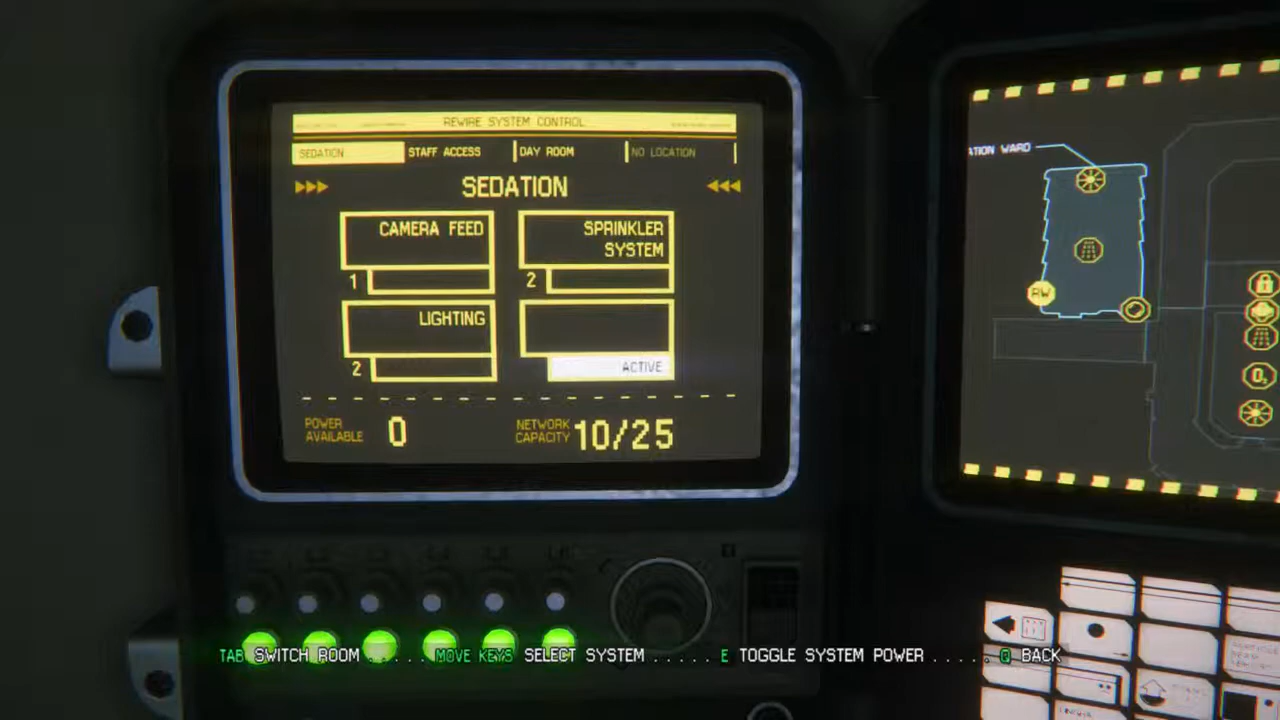 REWIRE SYSTEM CONTROL
SEDATION STAFF ACCESS DAY ROOM NO LOCATION
SEDATION
CAMERA FEED
1
SPRINKLER
SYSTEM
2
LIGHTING
2
ACTIVE
POWER
AVAILABLE 0
NETWORK
CAPACITY 10/25
ATION WARD
RW
O₂
TAB SWITCH ROOM ..... MOVE KEYS SELECT SYSTEM ..... E TOGGLE SYSTEM POWER ..... Q BACK